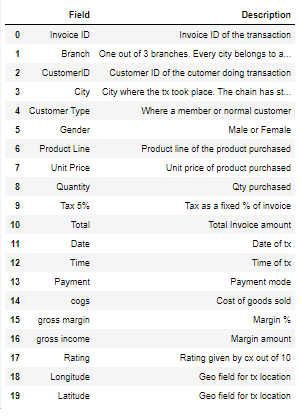 Field Description
0 Invoice ID Invoice ID of the transaction
1 Branch One out of 3 branches. Every city belongs to a...
2 CustomerID Customer ID of the cutomer doing transaction
3 City City where the tx took place. The chain has st...
4 Customer Type Where a member or normal customer
5 Gender Male or Female
6 Product Line Product line of the product purchased
7 Unit Price Unit price of product purchased
8 Quantity Qty purchased
9 Tax 5% Tax as a fixed % of invoice
10 Total Total Invoice amount
11 Date Date of tx
12 Time Time of tx
13 Payment Payment mode
14 cogs Cost of goods sold
15 gross margin Margin %
16 gross income Margin amount
17 Rating Rating given by cx out of 10
18 Longitude Geo field for tx location
19 Latitude Geo field for tx location